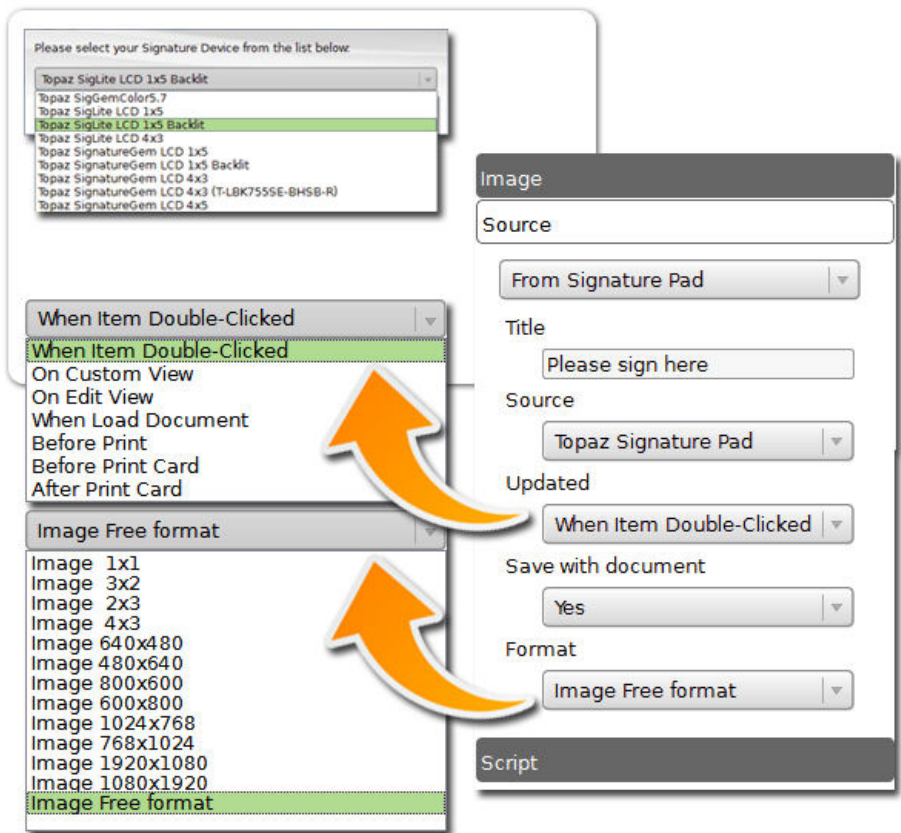 Please select your Signature Device from the list below:
Topaz SigLite LCD 1x5 Backlit
Topaz SigGemColor5.7
Topaz SigLite LCD 1x5
Topaz SigLite LCD 1x5 Backlit
Topaz SigLite LCD 4x3
Topaz SignatureGem LCD 1x5
Topaz SignatureGem LCD 1x5 Backlit
Topaz SignatureGem LCD 4x3
Topaz SignatureGem LCD 4x3 (T-LBK755SE-BHSB-R)
Topaz SignatureGem LCD 4x5
When Item Double-Clicked
When Item Double-Clicked
On Custom View
On Edit View
When Load Document
Before Print
Before Print Card
After Print Card
Image Free format
Image 1x1
Image 3x2
Image 2x3
Image 4x3
Image 640x480
Image 480x640
Image 800x600
Image 600x800
Image 1024x768
Image 768x1024
Image 1920x1080
Image 1080x1920
Image Free format
Image
Source
From Signature Pad
Title
Please sign here
Source
Topaz Signature Pad
Updated
When Item Double-Clicked
Save with document
Yes
Format
Image Free format
Script